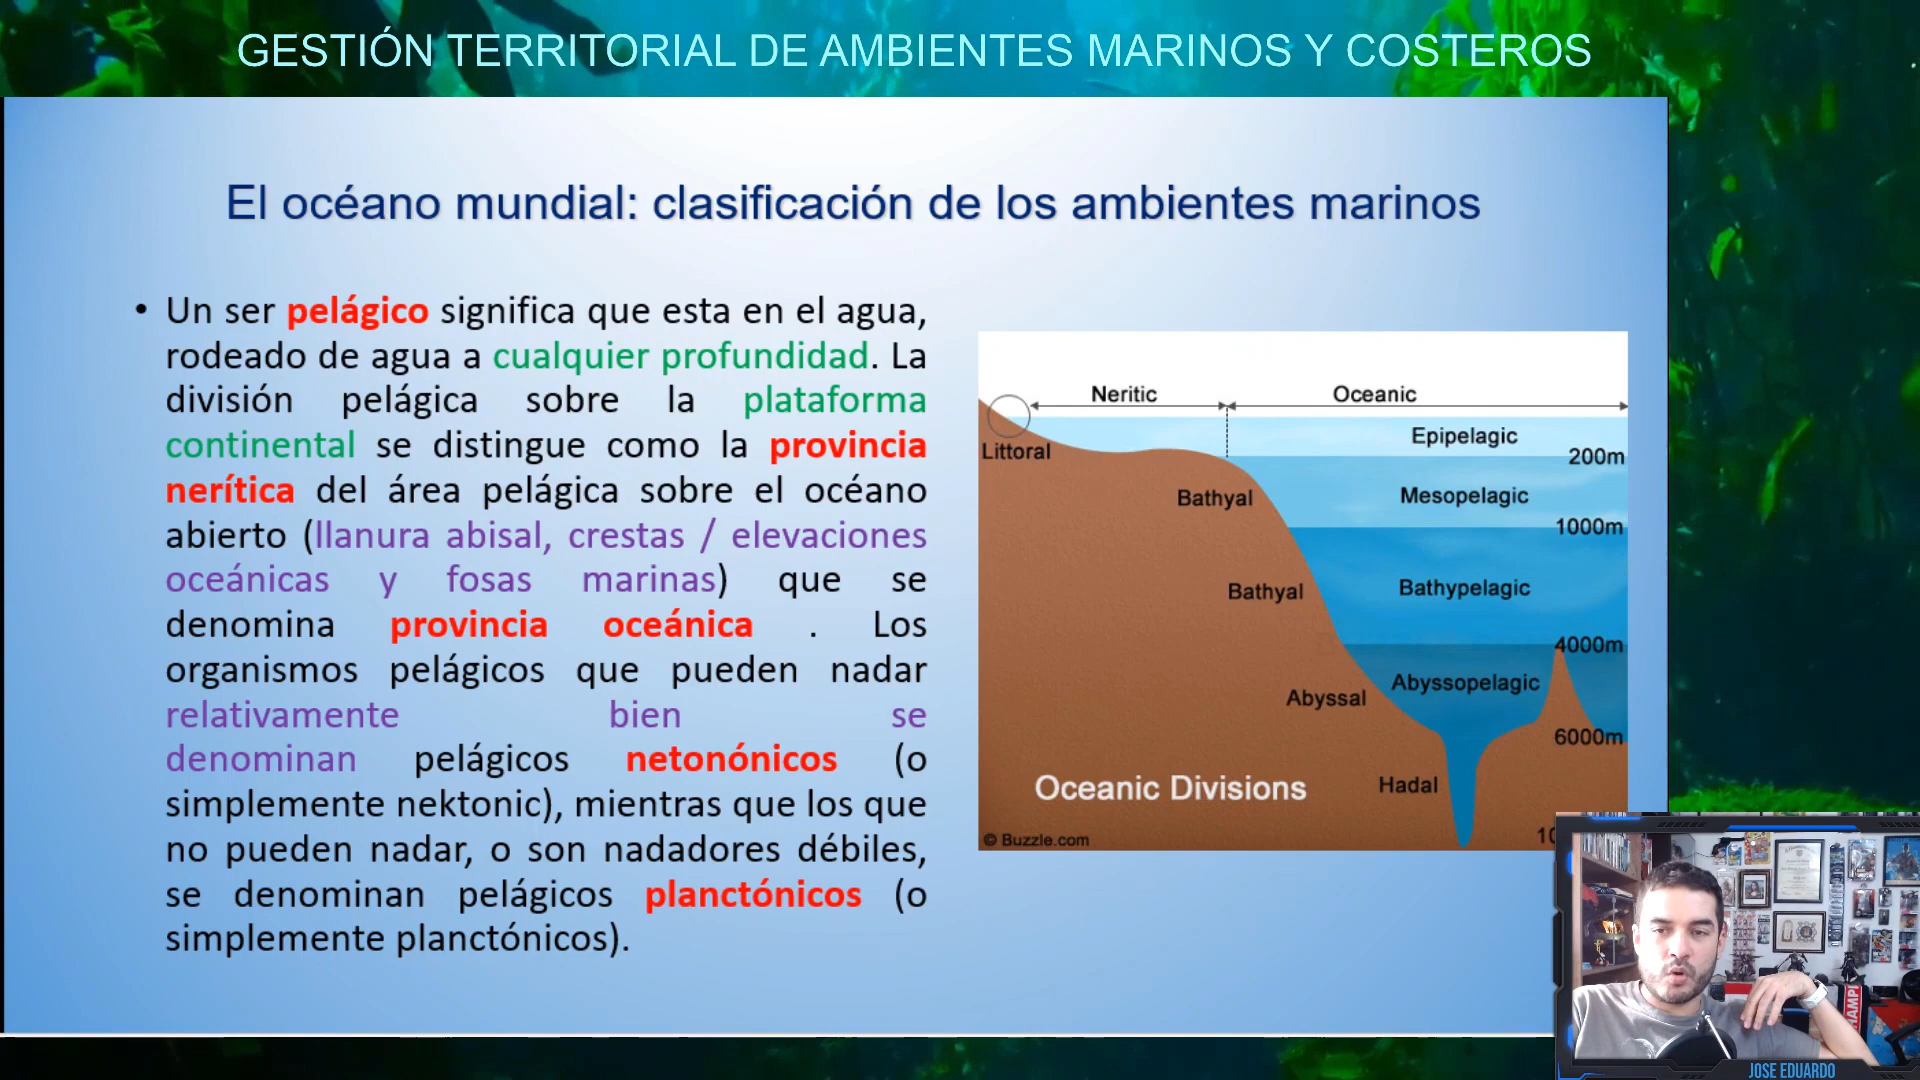 GESTIÓN TERRITORIAL DE AMBIENTES MARINOS Y COSTEROS
El océano mundial: clasificación de los ambientes marinos
• Un ser pelágico significa que esta en el agua,
rodeado de agua a cualquier profundidad. La
división pelágica sobre la plataforma
continental se distingue como la provincia
nerítica del área pelágica sobre el océano
abierto (llanura abisal, crestas / elevaciones
oceánicas y fosas marinas) que se
denomina provincia oceánica . Los
organismos pelágicos que pueden nadar
relativamente bien se
denominan pelágicos netonónicos (o
simplemente nektonic), mientras que los que
no pueden nadar, o son nadadores débiles,
se denominan pelágicos planctónicos (o
simplemente planctónicos).
Neritic Oceanic
Littoral
Epipelagic
200m
Bathyal
Mesopelagic
1000m
Bathyal
Bathypelagic
4000m
Abyssal
Abyssopelagic
6000m
Hadal
Oceanic Divisions
© Buzzle.com
JOSE EDUARDO